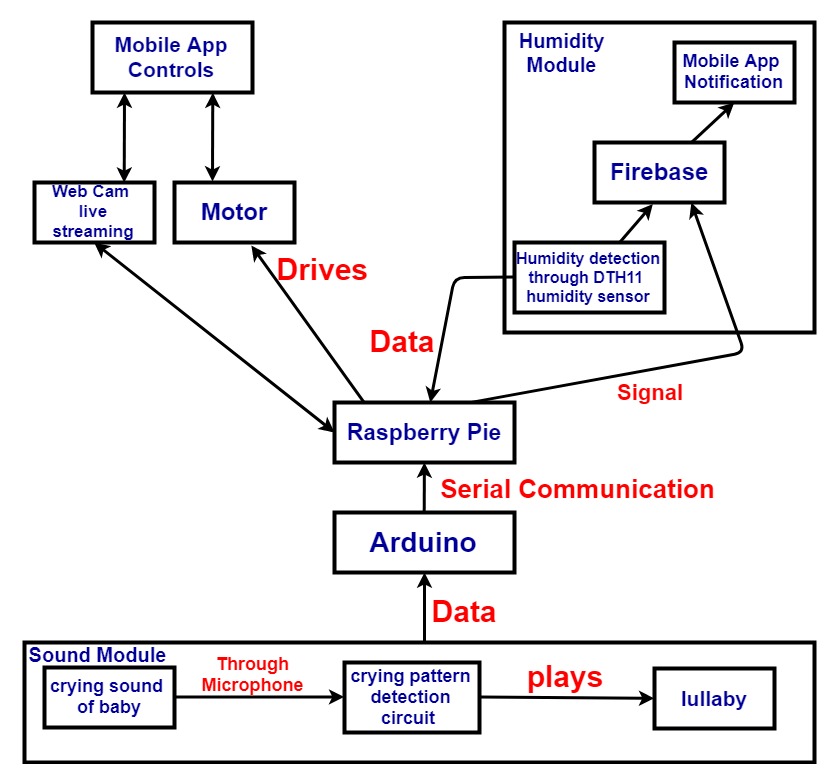 Mobile App
Controls
Humidity
Module
Mobile App
Notification
Firebase
Web Cam
live
streaming
Motor
Drives
Humidity detection
through DTH11
humidity sensor
Data
Signal
Raspberry Pie
Serial Communication
Arduino
Data
Sound Module
crying sound
of baby
Through
Microphone
crying pattern
detection
circuit
plays
lullaby